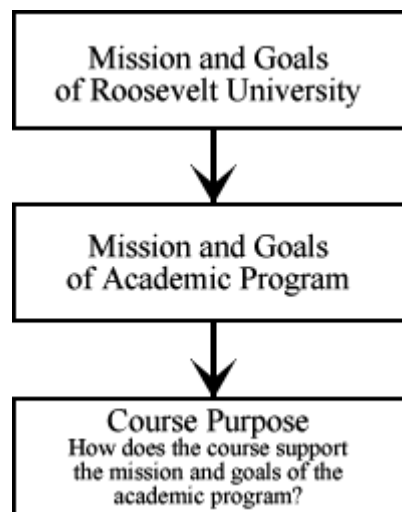 Mission and Goals
of Roosevelt University
Mission and Goals
of Academic Program
Course Purpose
How does the course support
the mission and goals of the
academic program?